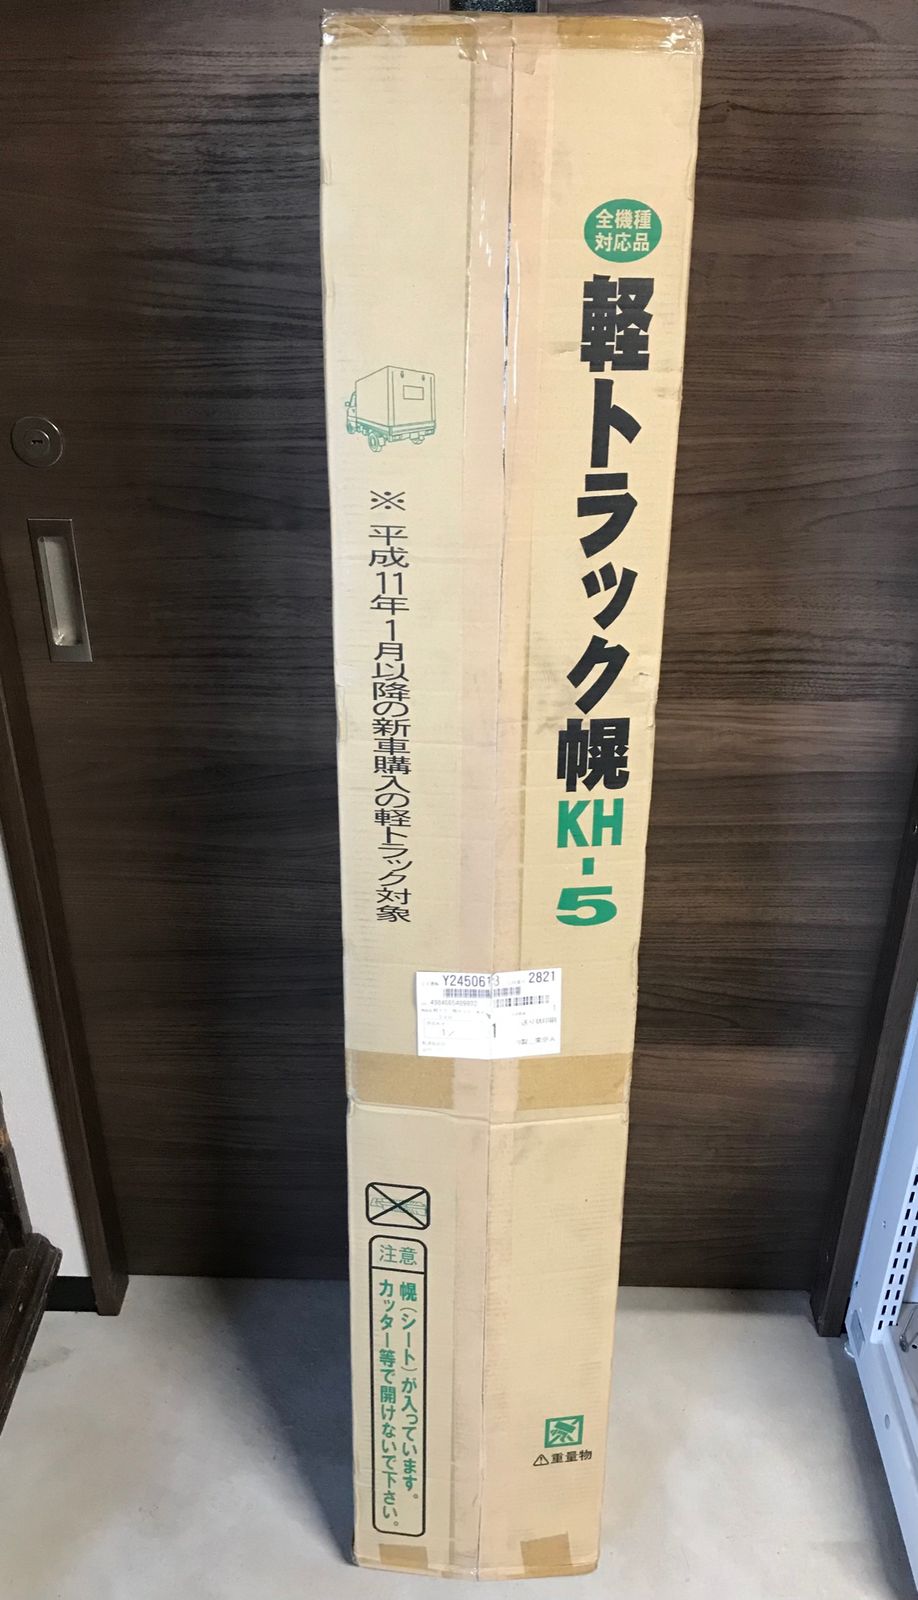 全機種
対応品
軽トラック幌
KH-5
※平成11年1月以降の新車購入の軽トラック対象
Y2450613
2821
1
注意
幌(シート)が入っています。
カッター等で開けないで下さい。
⚠重量物